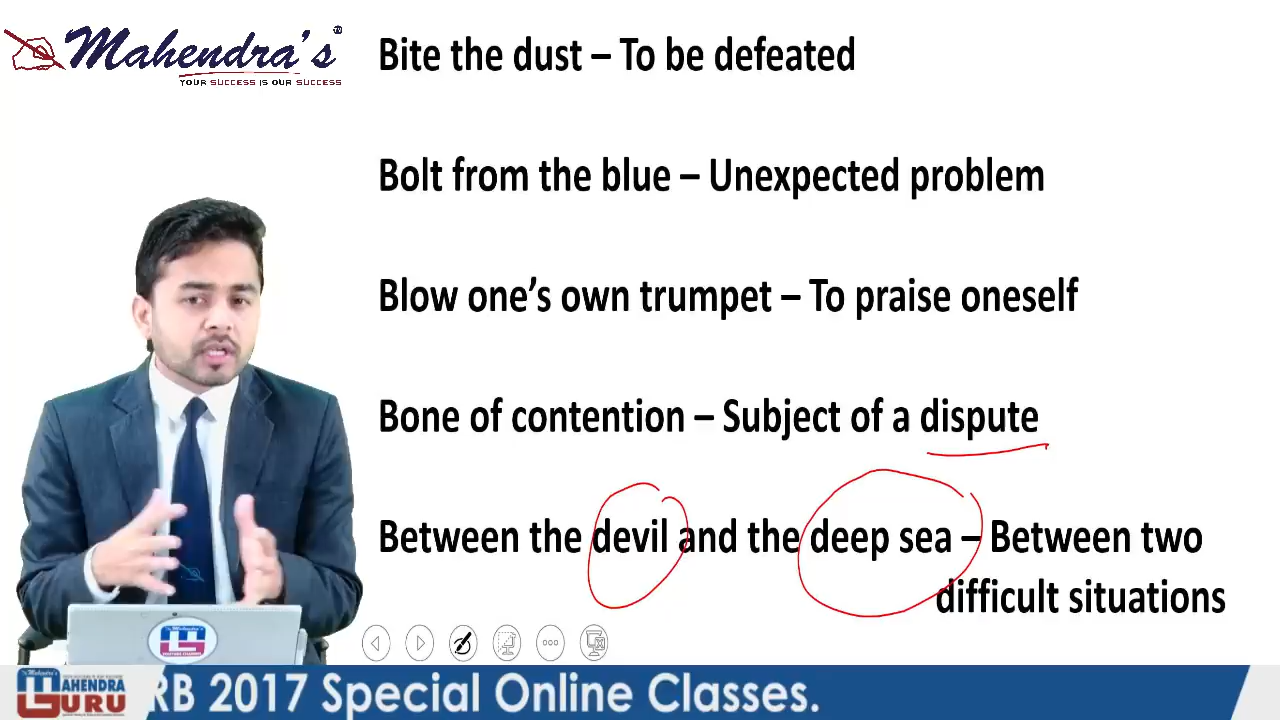 Mahendra's
YOUR SUCCESS IS OUR SUCCESS
Bite the dust – To be defeated
Bolt from the blue – Unexpected problem
Blow one's own trumpet – To praise oneself
Bone of contention – Subject of a dispute
Between the devil and the deep sea – Between two
difficult situations
MAHENDRA
GURU
RB 2017 Special Online Classes.